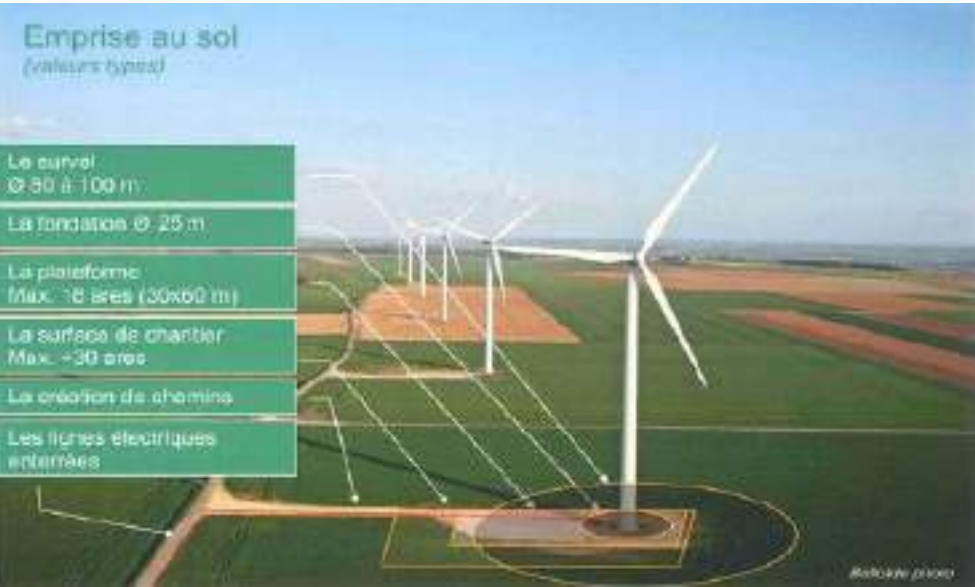 Emprise au sol
(valeurs types)
Le survol
Ø 80 à 100 m
La fondation Ø 25 m
La plateforme
Max. 18 ares (30x60 m)
La surface de chantier
Max. +30 ares
La création de chemins
Les lignes électriques
enterrées